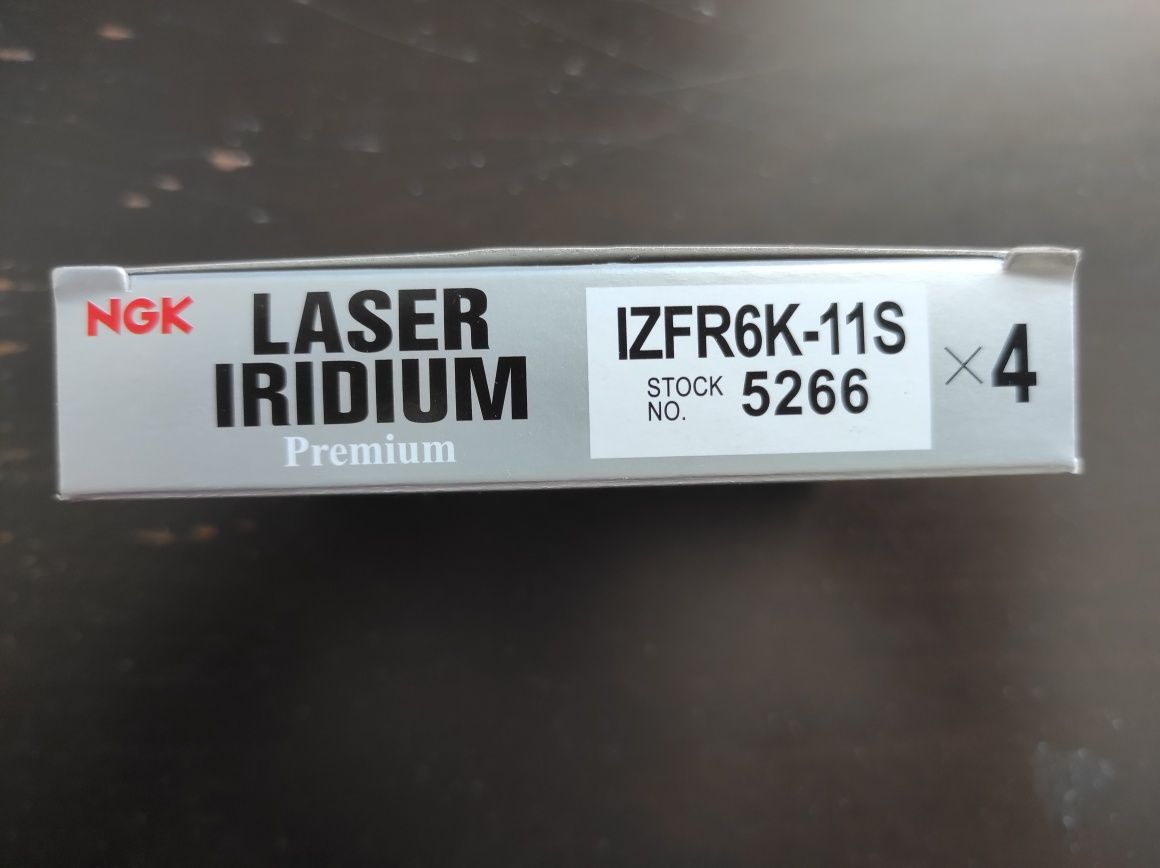 NGK
LASER
IRIDIUM
Premium
IZFR6K-11S
STOCK
NO. 5266
×4